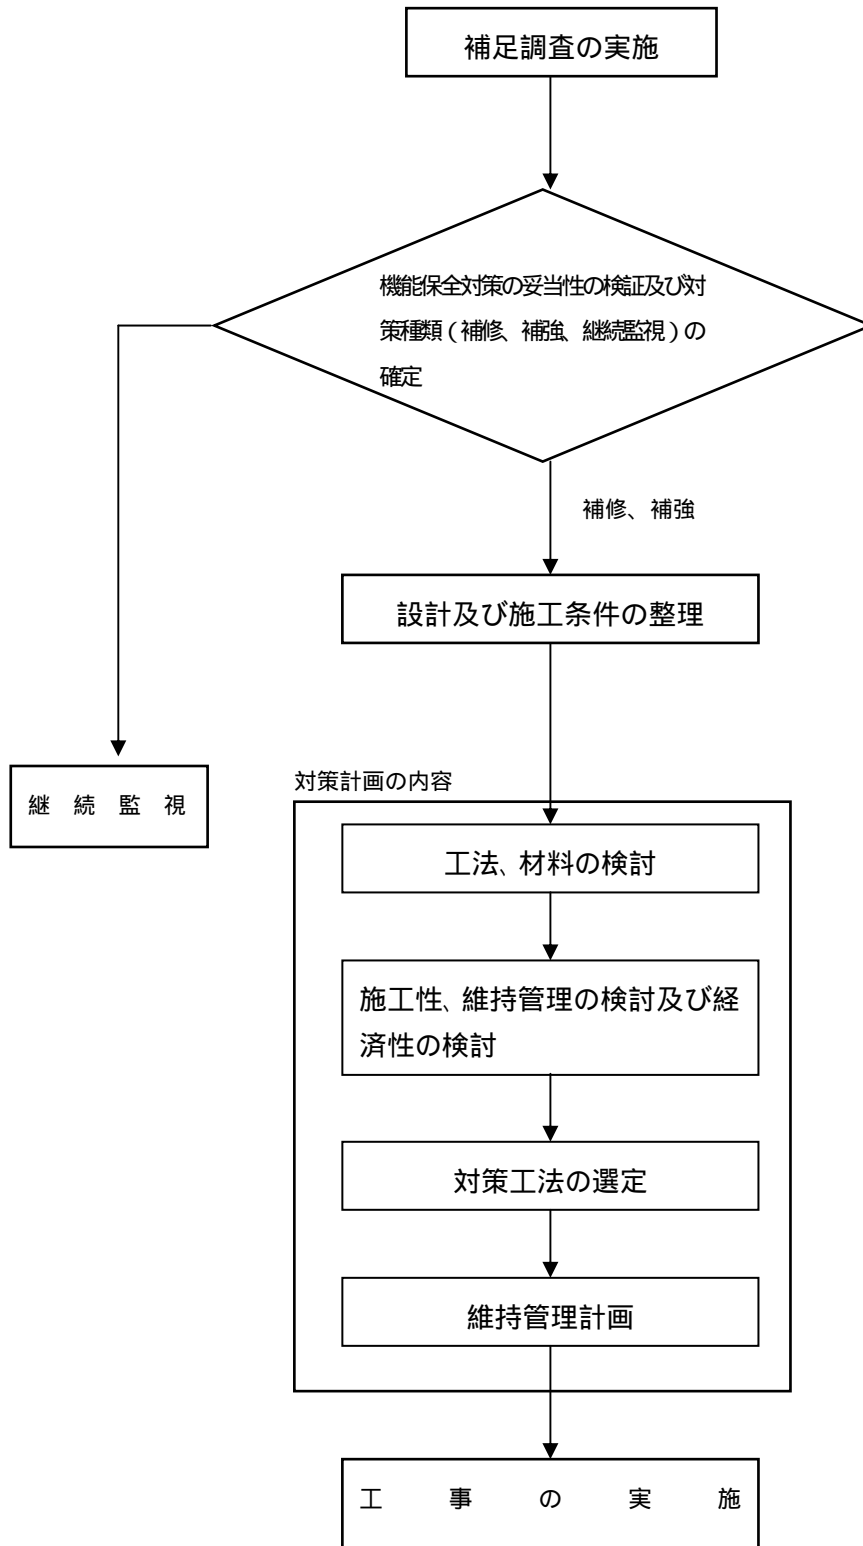 補足調査の実施
機能保全対策の妥当性の検証及び対
策種類(補修、補強、継続監視)の
確定
補修、補強
設計及び施工条件の整理
継続監視
対策計画の内容
工法、材料の検討
施工性、維持管理の検討及び経
済性の検討
対策工法の選定
維持管理計画
工事の実施